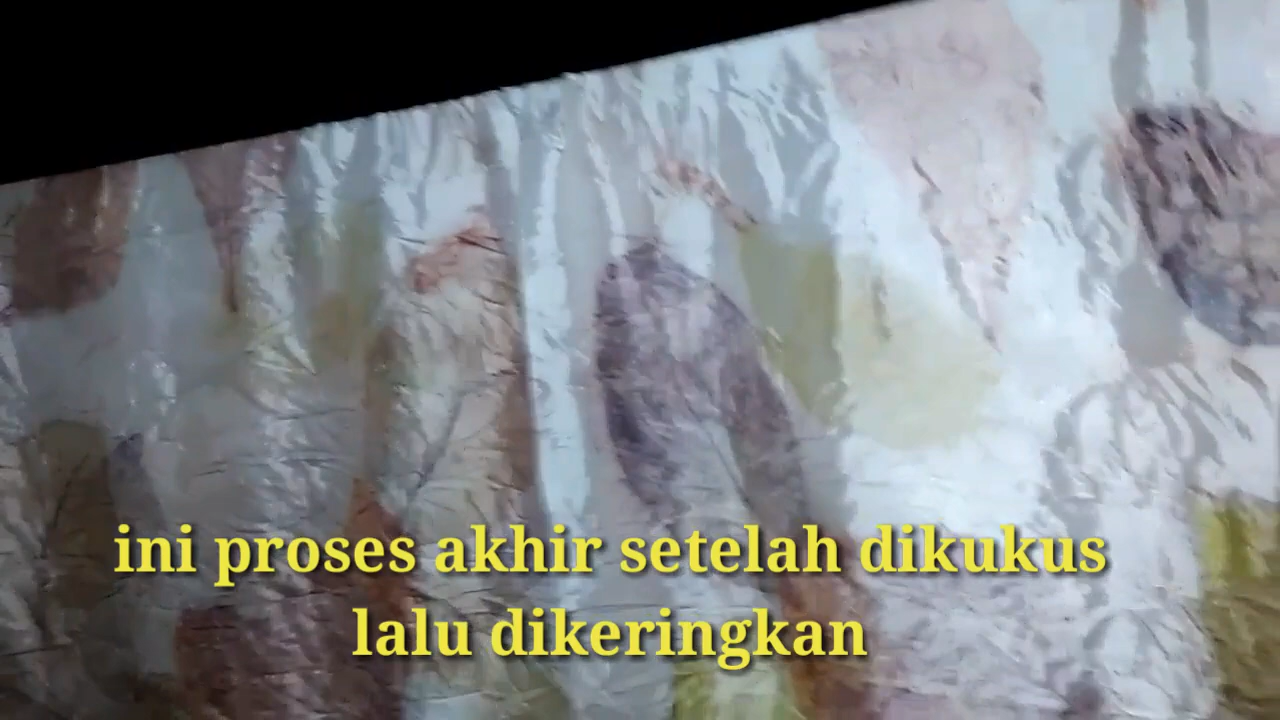 ini proses akhir setelah dikukus
lalu dikeringkan